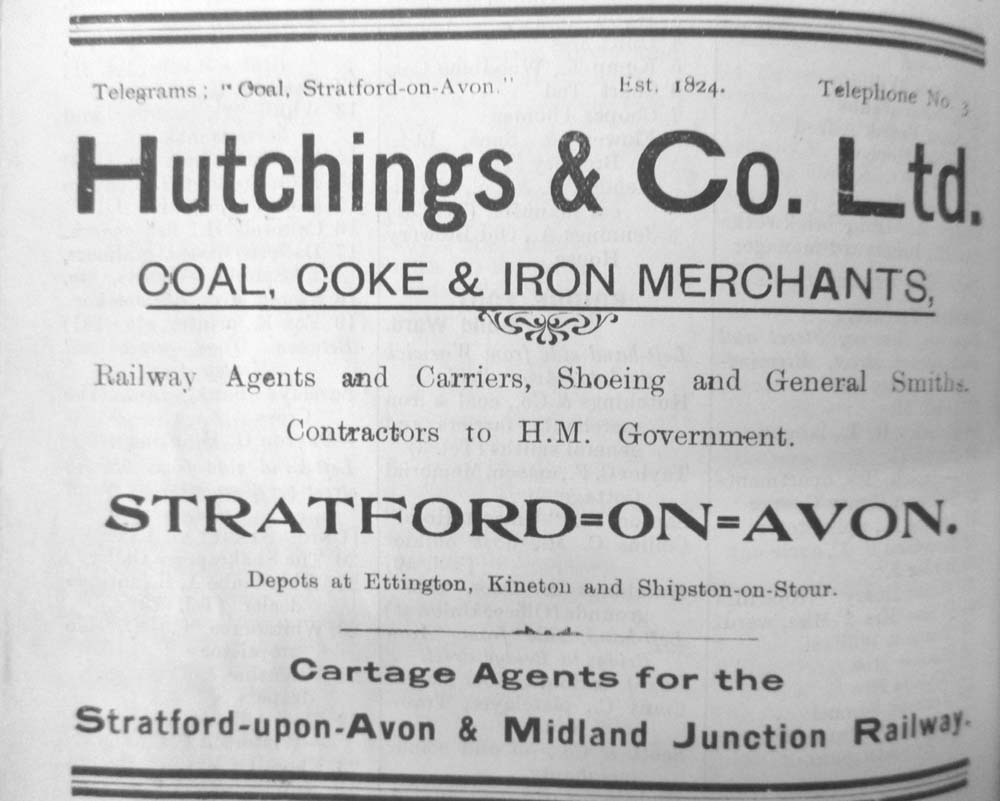 Telegrams: "Coal, Stratford-on-Avon." Est. 1824. Telephone No. 3
Hutchings & Co. Ltd.
COAL, COKE & IRON MERCHANTS,
Railway Agents and Carriers, Shoeing and General Smiths.
Contractors to H.M. Government.
STRATFORD=ON=AVON.
Depots at Ettington, Kineton and Shipston-on-Stour.
Cartage Agents for the
Stratford-upon-Avon & Midland Junction Railway.